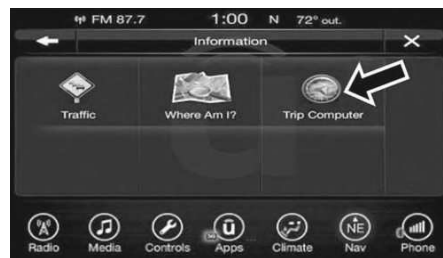 FM 87.7 1:00 N 72° out.
Information
Traffic Where Am I? Trip Computer
NE
Radio Media Controls Apps Climate Nav Phone